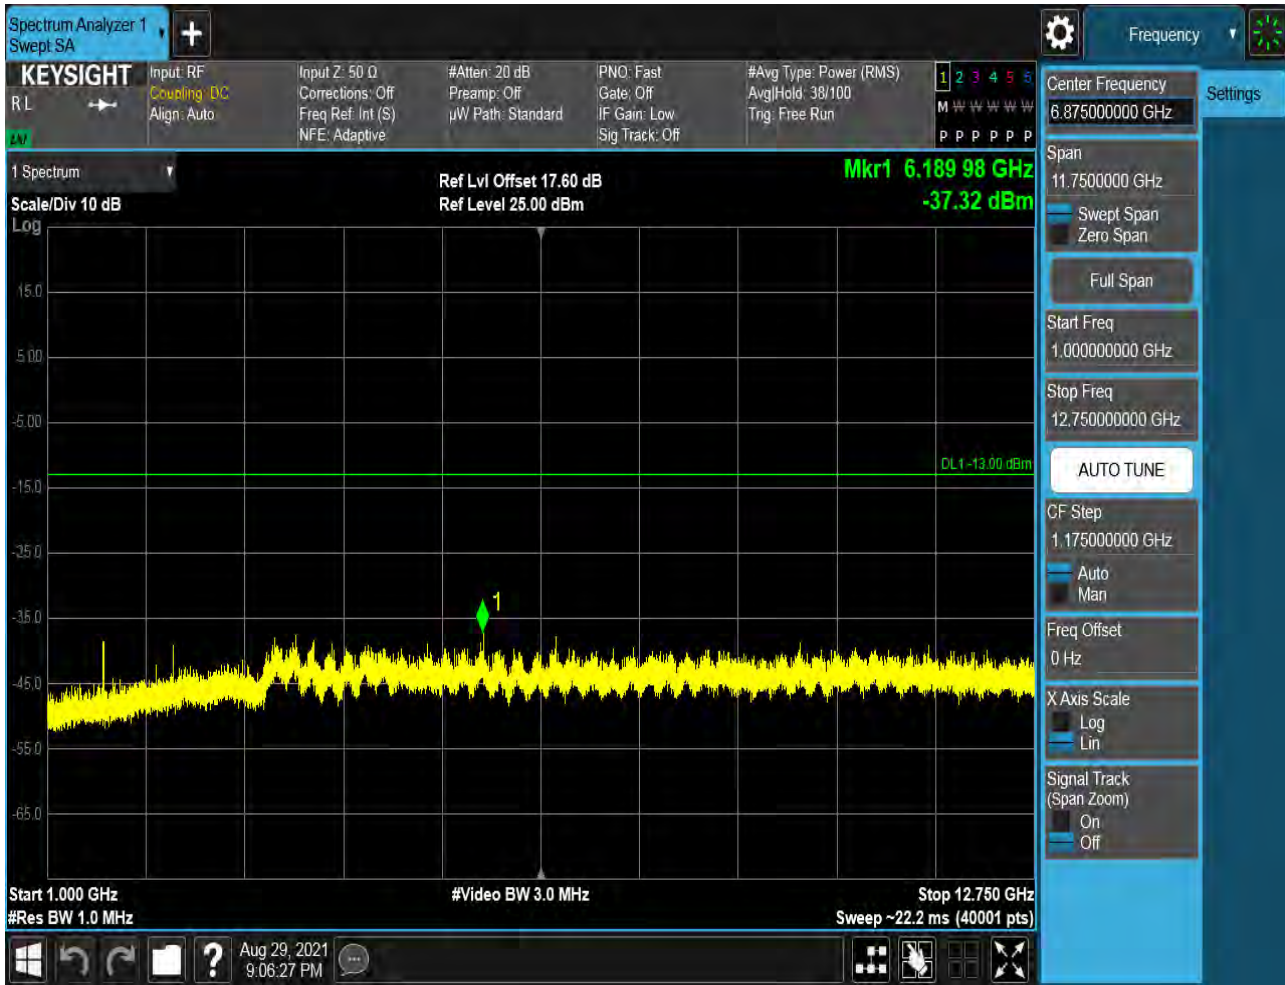 Spectrum Analyzer 1
Swept SA
Frequency
KEYSIGHT
R L
LNI
Input: RF
Coupling: DC
Align: Auto
Input Z: 50 Ω
Corrections: Off
Freq Ref: Int (S)
NFE: Adaptive
#Atten: 20 dB
Preamp: Off
µW Path: Standard
PNO: Fast
Gate: Off
IF Gain: Low
Sig Track: Off
#Avg Type: Power (RMS)
Avg|Hold: 38/100
Trig: Free Run
1 2 3 4 5 6
M W W W W W
P P P P P P
1 Spectrum
Scale/Div 10 dB
Log
Ref Lvl Offset 17.60 dB
Ref Level 25.00 dBm
Mkr1 6.189 98 GHz
-37.32 dBm
15.0
5.00
-5.00
DL1 -13.00 dBm
-15.0
-25.0
1
-35.0
-45.0
-55.0
-65.0
Start 1.000 GHz
#Video BW 3.0 MHz
Stop 12.750 GHz
#Res BW 1.0 MHz
Sweep ~22.2 ms (40001 pts)
Aug 29, 2021
9:06:27 PM
Center Frequency
6.875000000 GHz
Settings
Span
11.7500000 GHz
Swept Span
Zero Span
Full Span
Start Freq
1.000000000 GHz
Stop Freq
12.750000000 GHz
AUTO TUNE
CF Step
1.175000000 GHz
Auto
Man
Freq Offset
0 Hz
X Axis Scale
Log
Lin
Signal Track
(Span Zoom)
On
Off